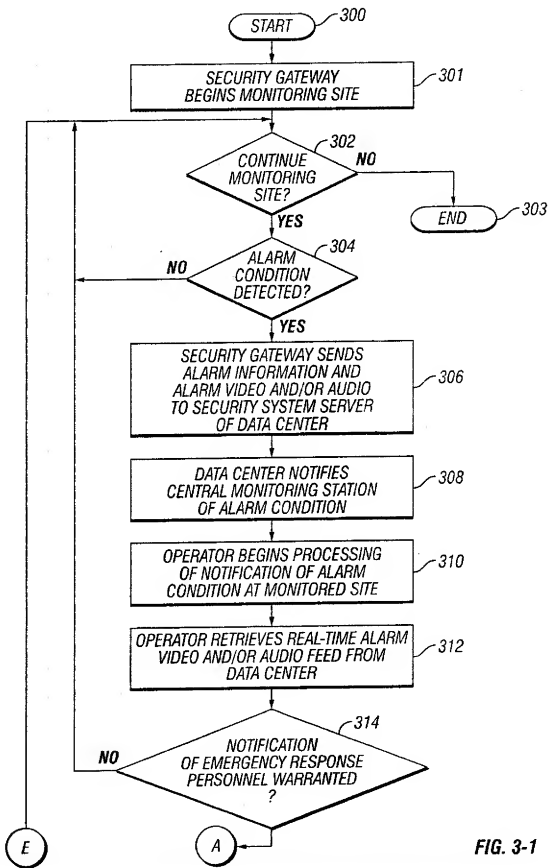 START
300
SECURITY GATEWAY
BEGINS MONITORING SITE
301
302
CONTINUE
MONITORING
SITE?
NO
END
303
YES
304
ALARM
CONDITION
DETECTED?
NO
YES
SECURITY GATEWAY SENDS
ALARM INFORMATION AND
ALARM VIDEO AND/OR AUDIO
TO SECURITY SYSTEM SERVER
OF DATA CENTER
306
DATA CENTER NOTIFIES
CENTRAL MONITORING STATION
OF ALARM CONDITION
308
OPERATOR BEGINS PROCESSING
OF NOTIFICATION OF ALARM
CONDITION AT MONITORED SITE
310
OPERATOR RETRIEVES REAL-TIME ALARM
VIDEO AND/OR AUDIO FEED FROM
DATA CENTER
312
314
NOTIFICATION
OF EMERGENCY RESPONSE
PERSONNEL WARRANTED
?
NO
E
A
FIG. 3-1